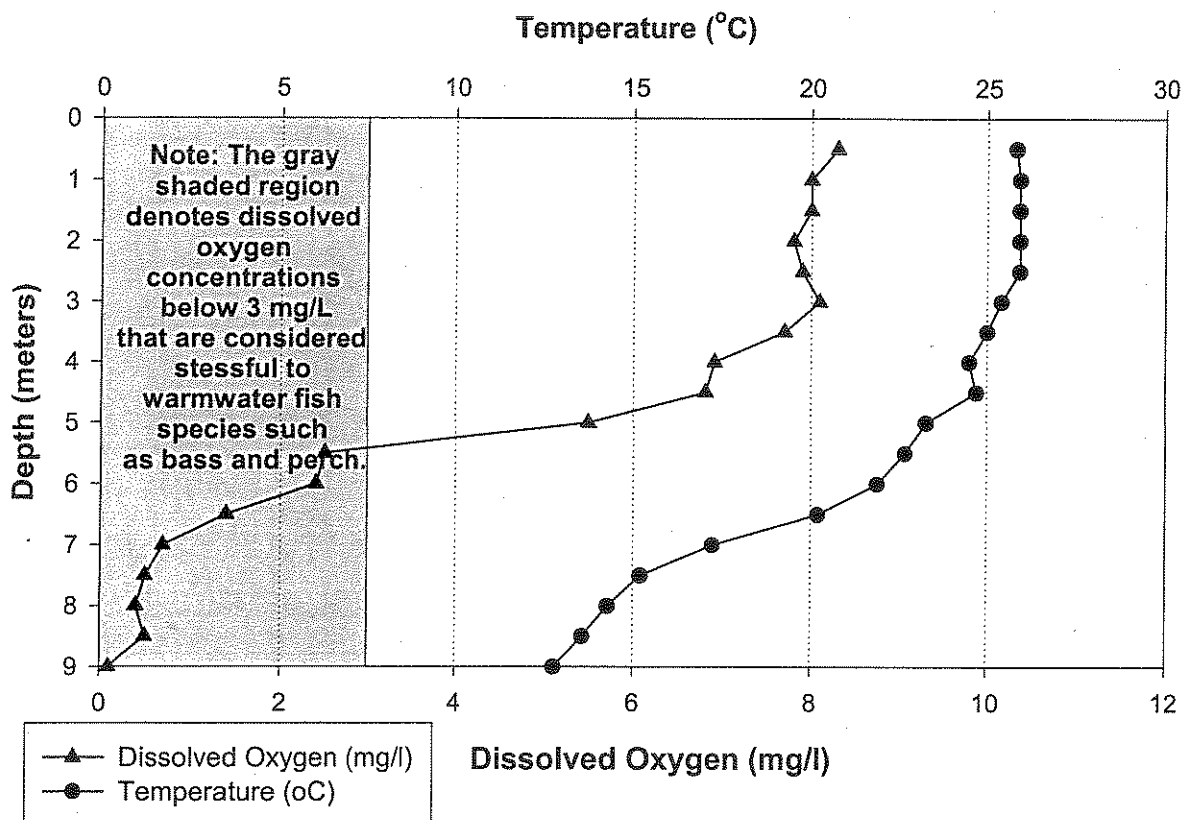 Temperature (°C)
0 5 10 15 20 25 30
0
1
2
3
4
5
6
7
8
9
Depth (meters)
Note: The gray
shaded region
denotes dissolved
oxygen
concentrations
below 3 mg/L
that are considered
stessful to
warmwater fish
species such
as bass and perch.
0 2 4 6 8 10 12
Dissolved Oxygen (mg/l)
Dissolved Oxygen (mg/l)
Temperature (oC)